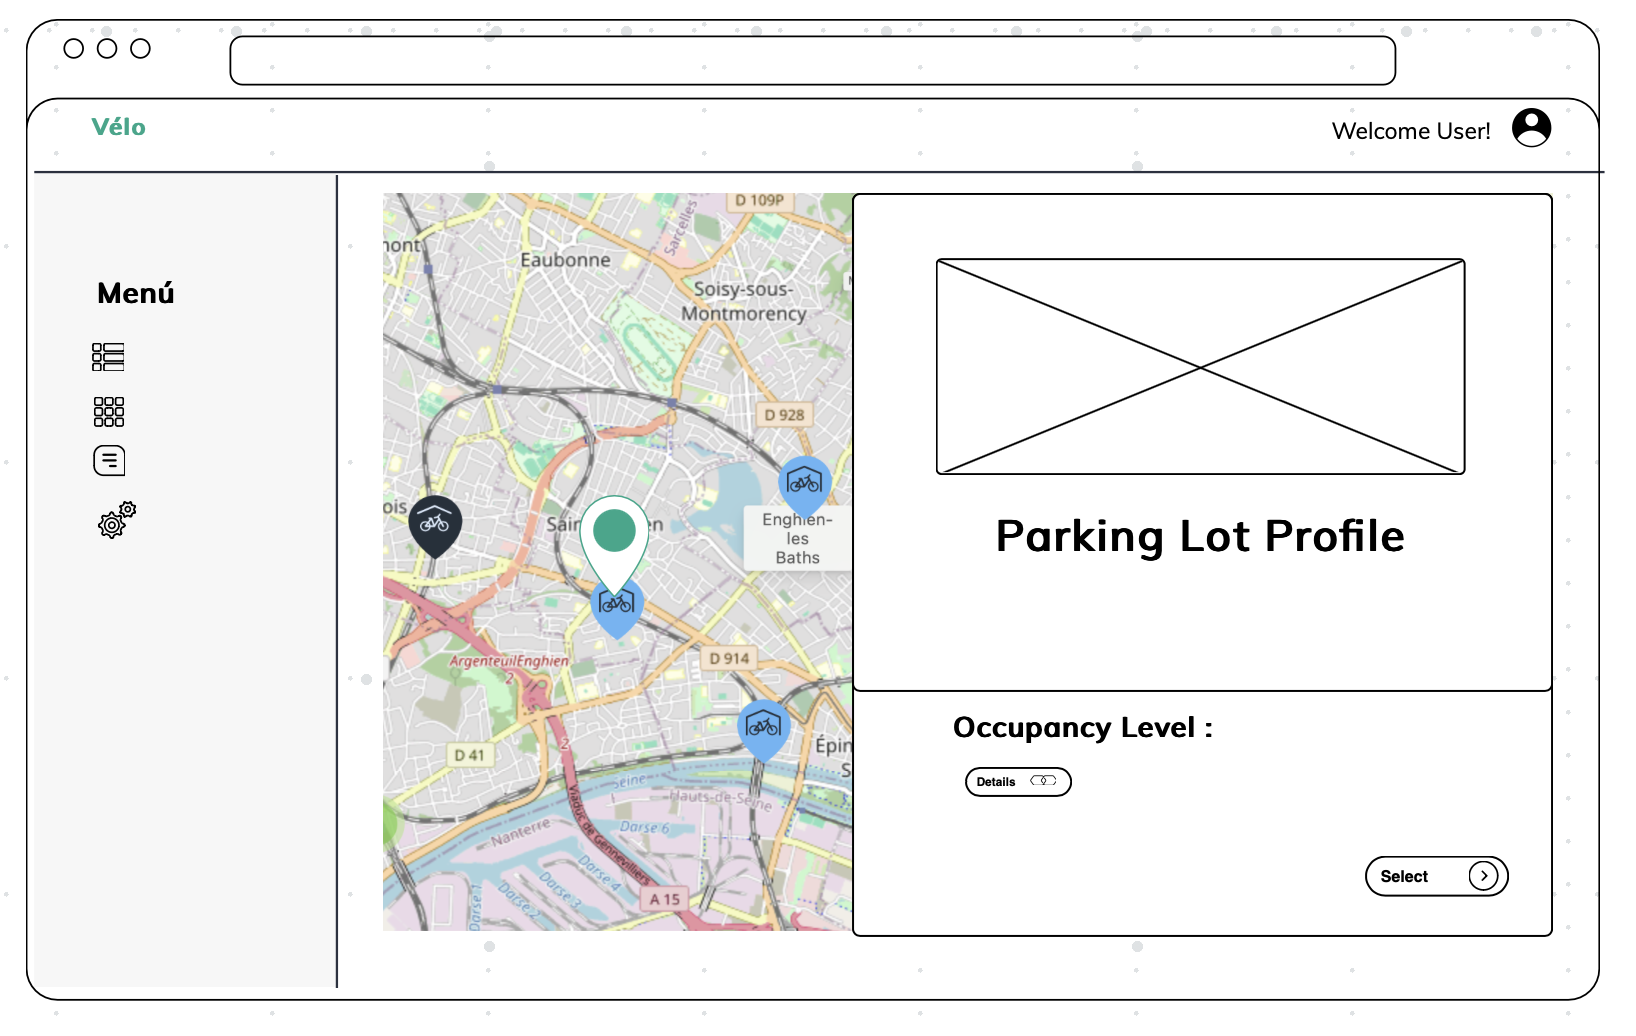 Vélo
Welcome User!
Menú
D 109P
Sarcelles
mont
Eaubonne
Soisy-sous-
Montmorency
D 928
ois
Enghien-
les
Baths
ArgenteuilEnghien
2
D 914
D 41
2
Épin
S
Seine
Hauts-de-Seine
Viaduc de Gennevilliers
Nanterre
Darse 6
Darse 4
Darse 3
Darse 2
Darse 1
A 15
Parking Lot Profile
Occupancy Level :
Details
Select